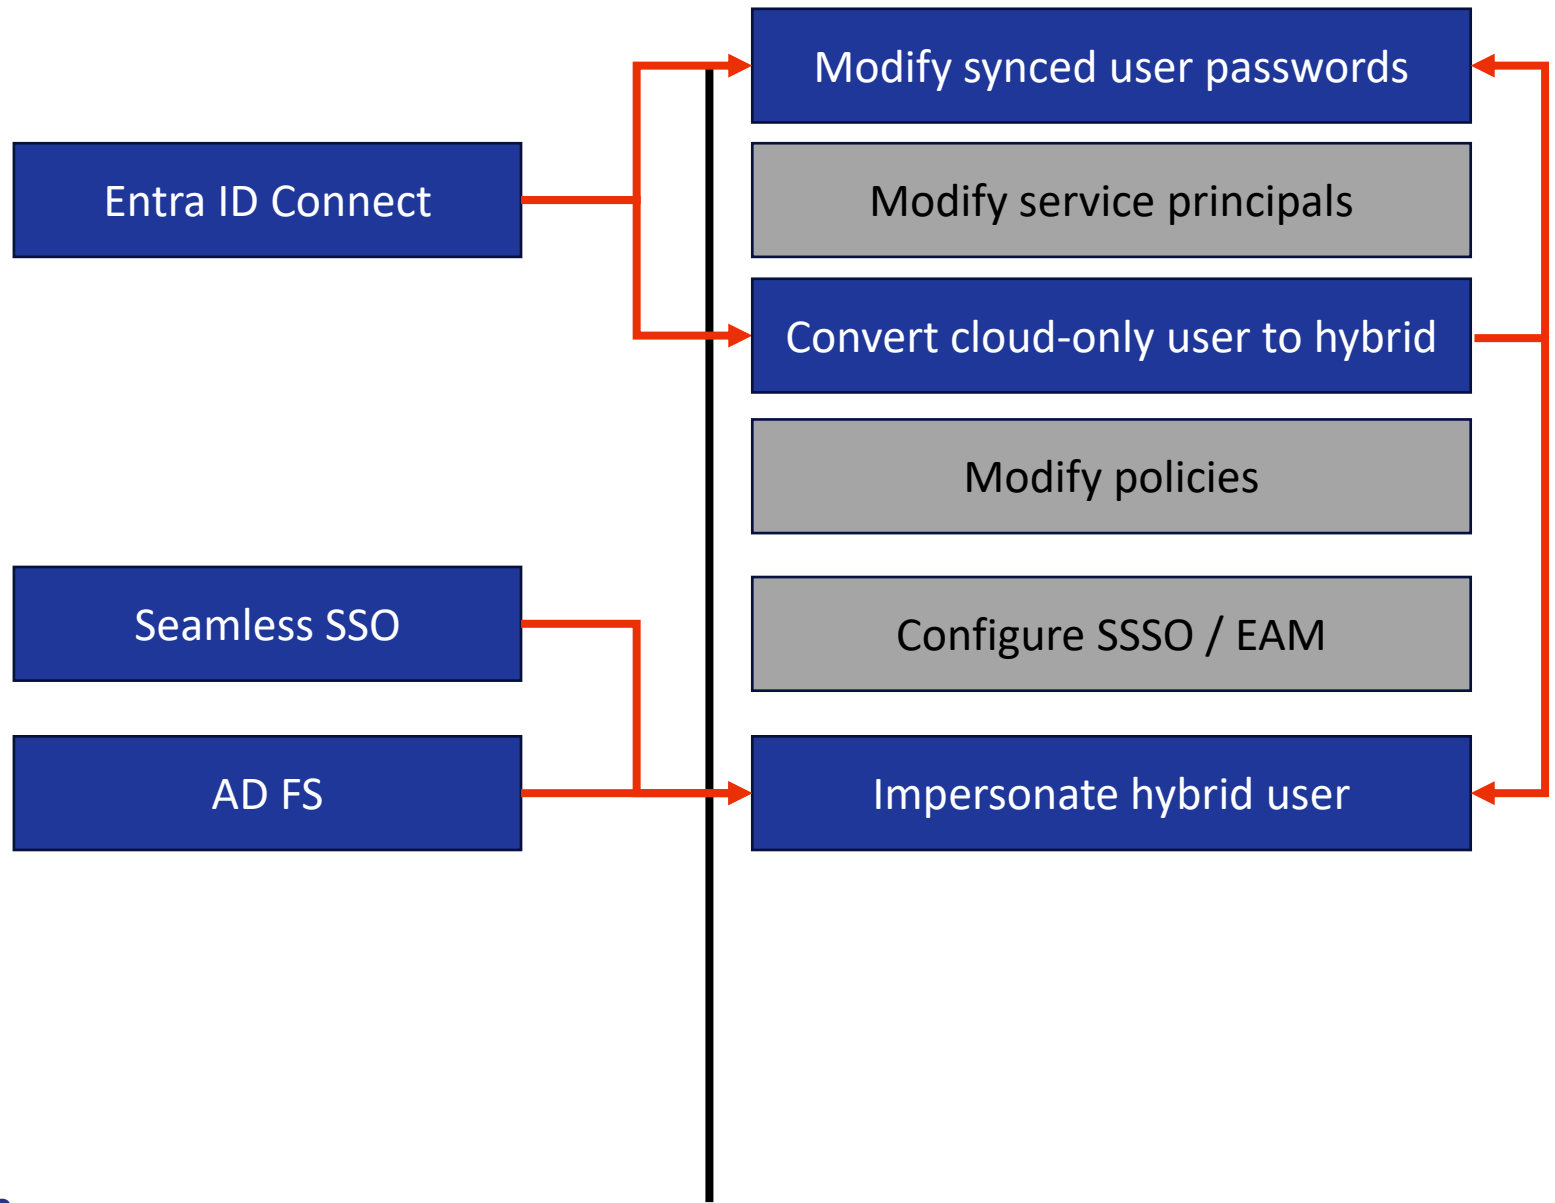 Modify synced user passwords
Entra ID Connect
Modify service principals
Convert cloud-only user to hybrid
Modify policies
Seamless SSO
Configure SSSO / EAM
AD FS
Impersonate hybrid user